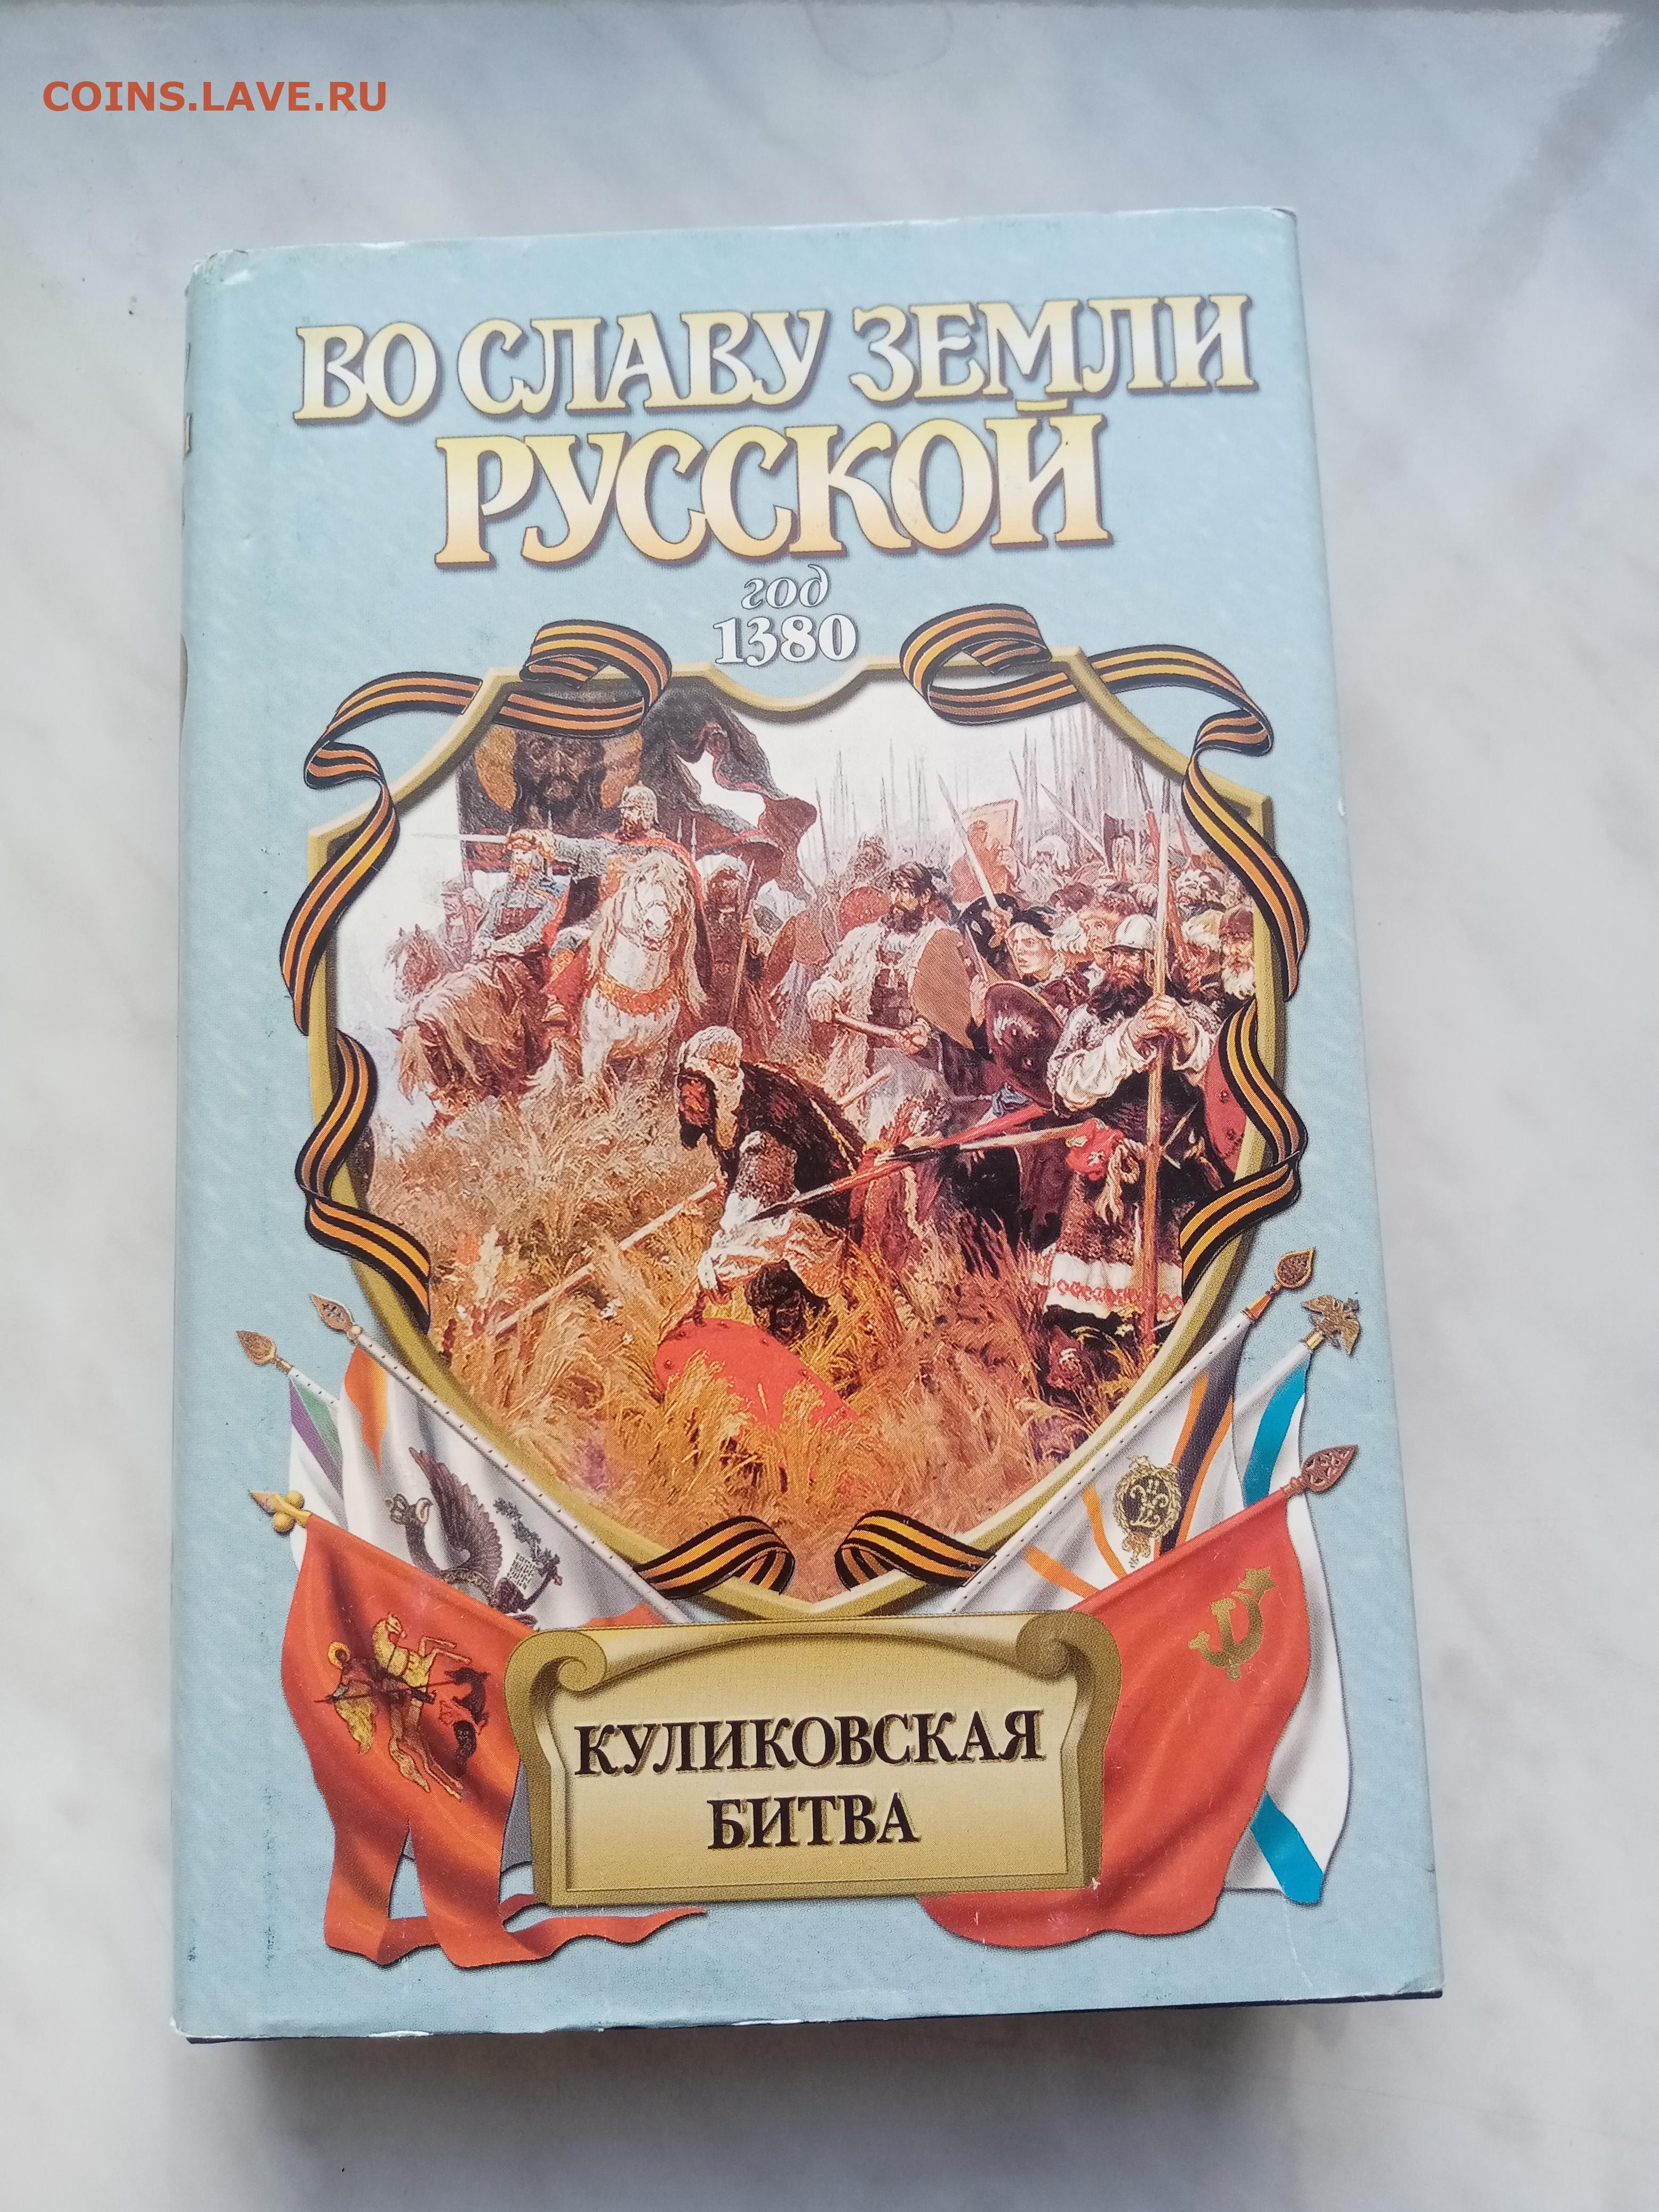 COINS.LAVE.RU
ВО СЛАВУ ЗЕМЛИ
РУССКОЙ
год
1380
КУЛИКОВСКАЯ
БИТВА